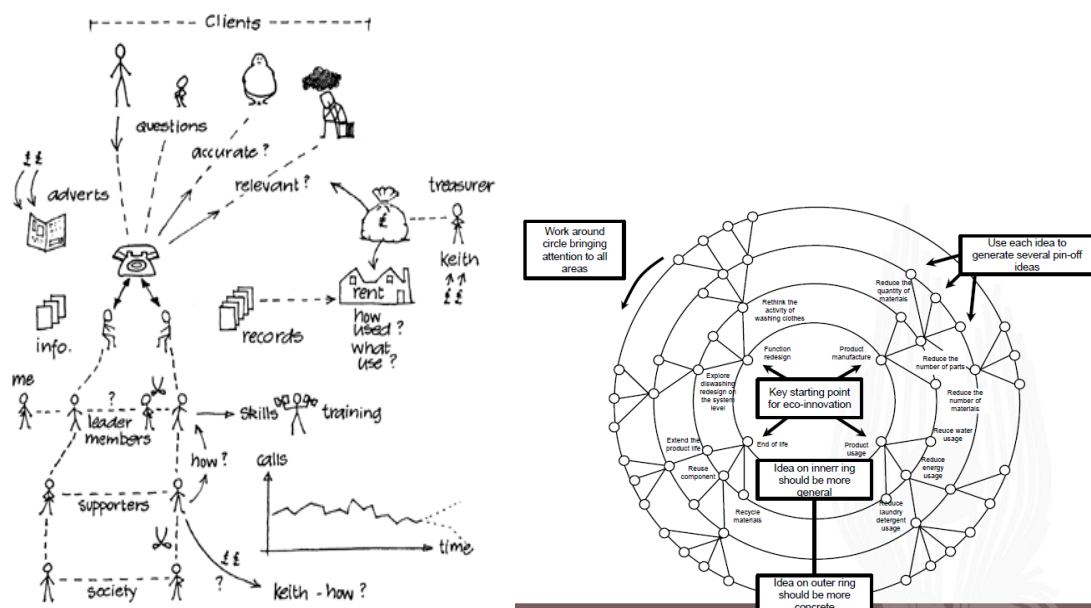 Clients
questions
accurate?
relevant?
££
adverts
£
treasurer
keith
££
rent
how
used?
what
use?
info.
records
me
?
leader
members
skills
training
how?
calls
supporters
time
££
?
society
keith - how?
Work around
circle bringing
attention to all
areas
Use each idea to
generate several pin-off
ideas
Reduce the
quantity of
materials
Rethink the
activity of
washing clothes
Function
redesign
Product
manufacture
Reduce the
number of parts
Explore
diswashing
redesign on the
system
level
Key starting point
for eco-innovation
Reduce the
number of
materials
Reuce water
usage
Extend the
product life
End of life
Product
usage
Reduce
energy
usage
Reuse
component
Idea on innerr ring
should be more
general
Recycle
materials
Reduce
laundry
detergent
usage
Idea on outer ring
should be more
concrete